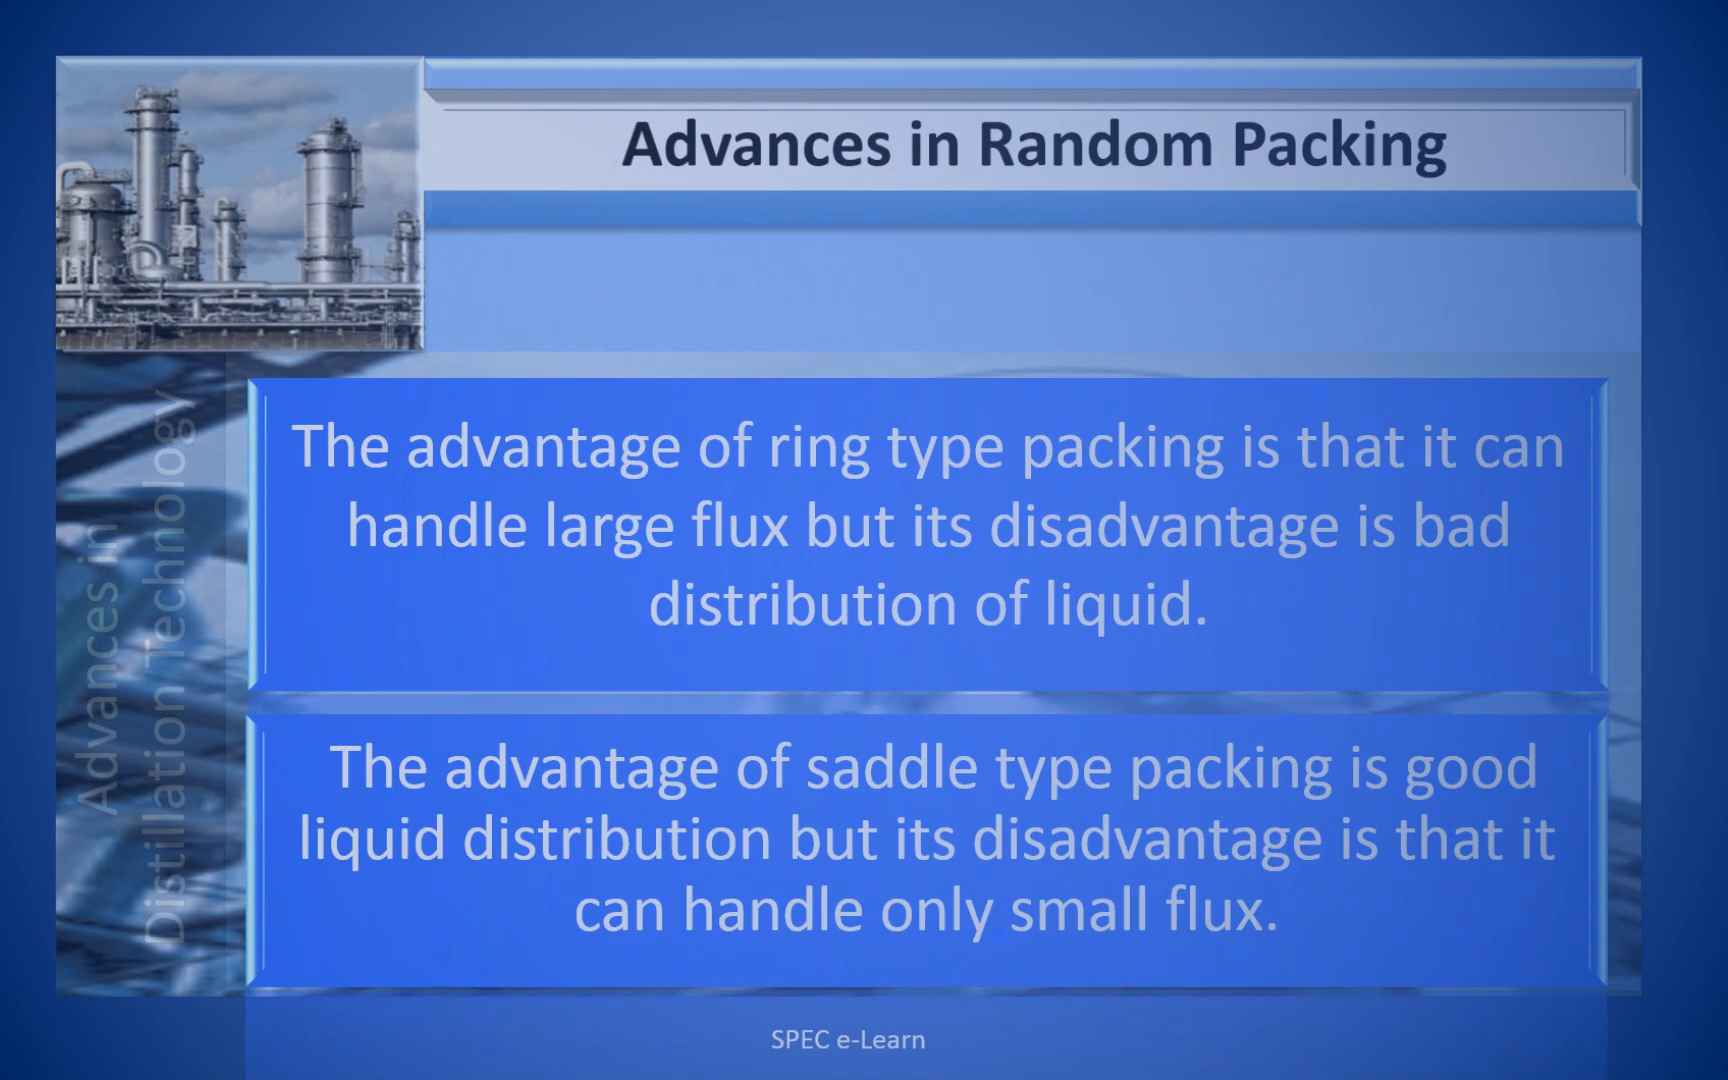 Advances in Random Packing
Advances in
Distillation Technology
The advantage of ring type packing is that it can
handle large flux but its disadvantage is bad
distribution of liquid.
The advantage of saddle type packing is good
liquid distribution but its disadvantage is that it
can handle only small flux.
SPEC e-Learn